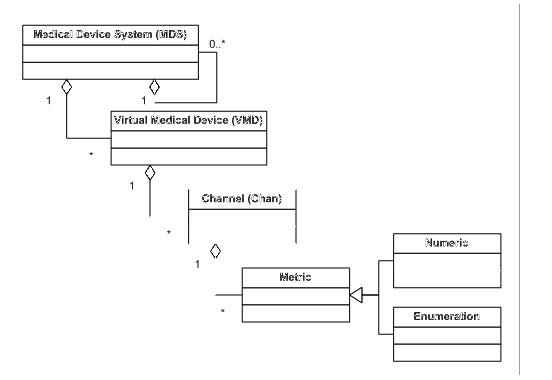 Medical Device System (MDS)
0..*
1
1
Virtual Medical Device (VMD)
*
1
Channel (Chan)
*
1
Numeric
Metric
*
Enumeration